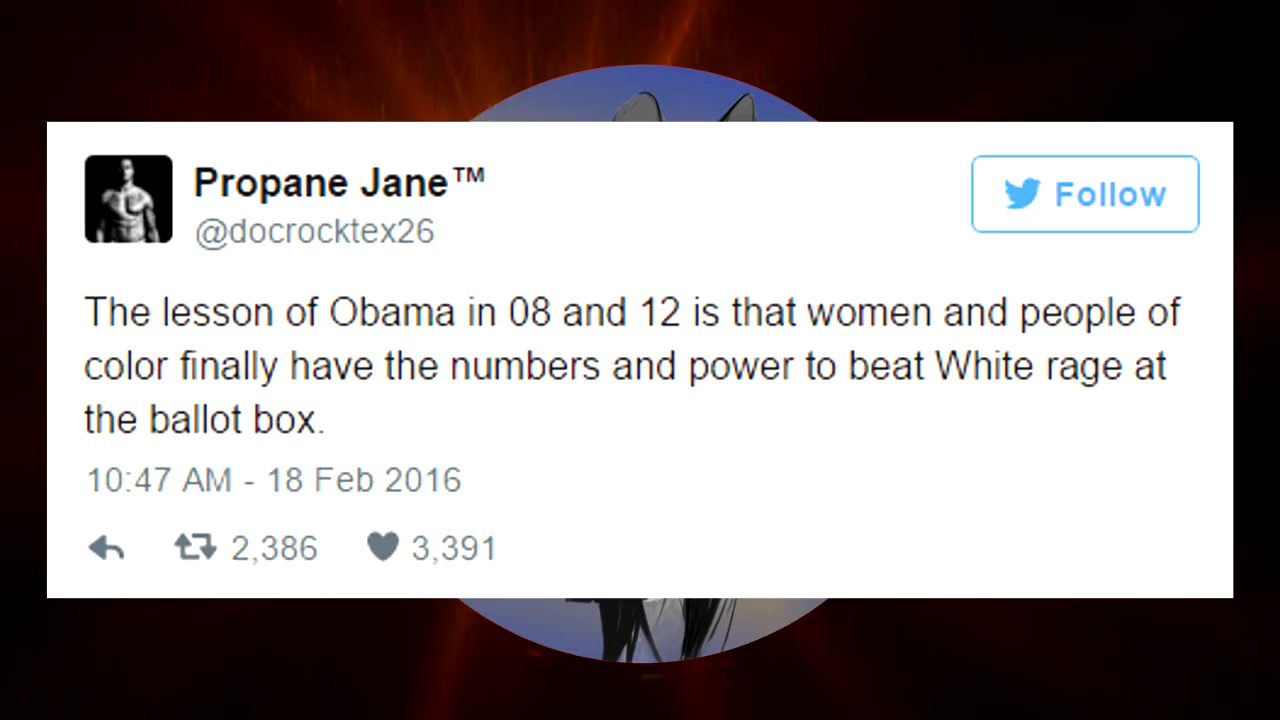 Propane Jane™
@docrocktex26
Follow
The lesson of Obama in 08 and 12 is that women and people of
color finally have the numbers and power to beat White rage at
the ballot box.
10:47 AM - 18 Feb 2016
2,386 3,391